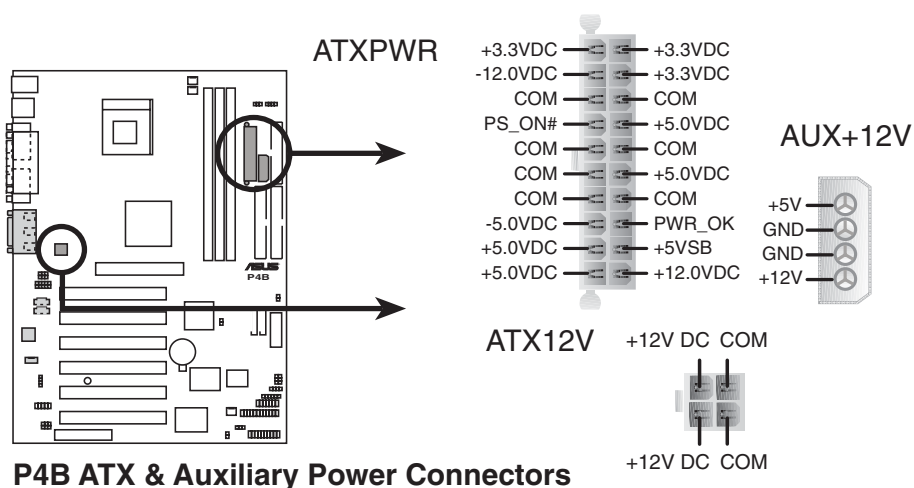 ATXPWR
+3.3VDC +3.3VDC
-12.0VDC +3.3VDC
COM COM
PS_ON# +5.0VDC
COM COM
COM +5.0VDC
COM COM
-5.0VDC PWR_OK
+5.0VDC +5VSB
+5.0VDC +12.0VDC
AUX+12V
+5V
GND
GND
+12V
ASUS
P4B
ATX12V
+12V DC COM
+12V DC COM
P4B ATX & Auxiliary Power Connectors